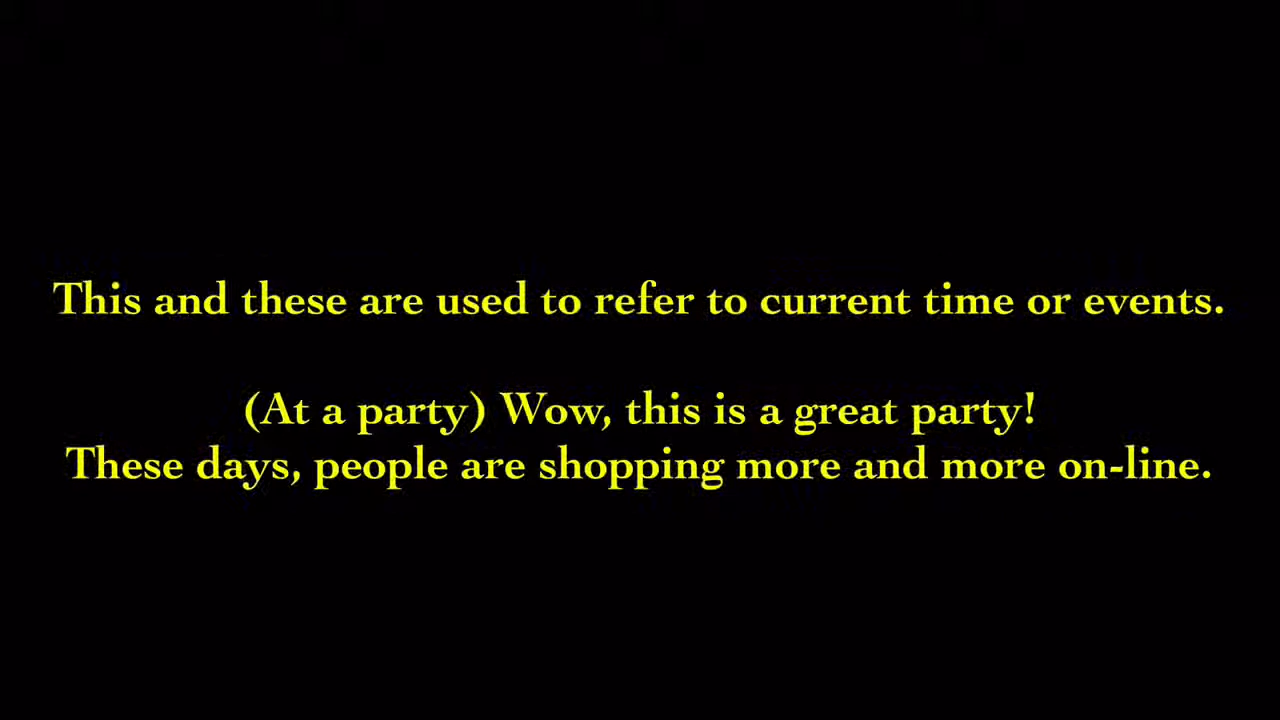 This and these are used to refer to current time or events.
(At a party) Wow, this is a great party!
These days, people are shopping more and more on-line.